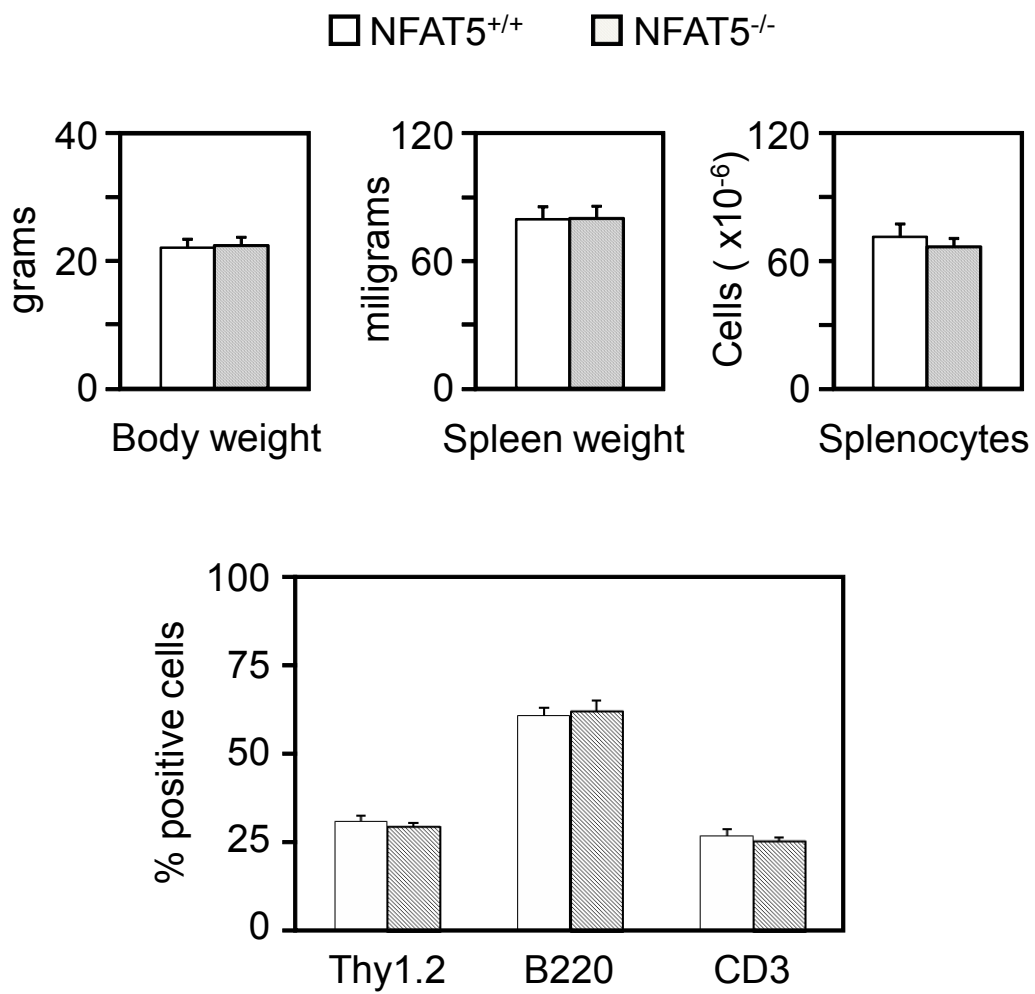 NFAT5+/+ NFAT5-/-
40
20
0
grams
Body weight
120
60
0
miligrams
Spleen weight
120
60
0
Cells ( x10-6)
Splenocytes
100
75
50
25
0
% positive cells
Thy1.2 B220 CD3